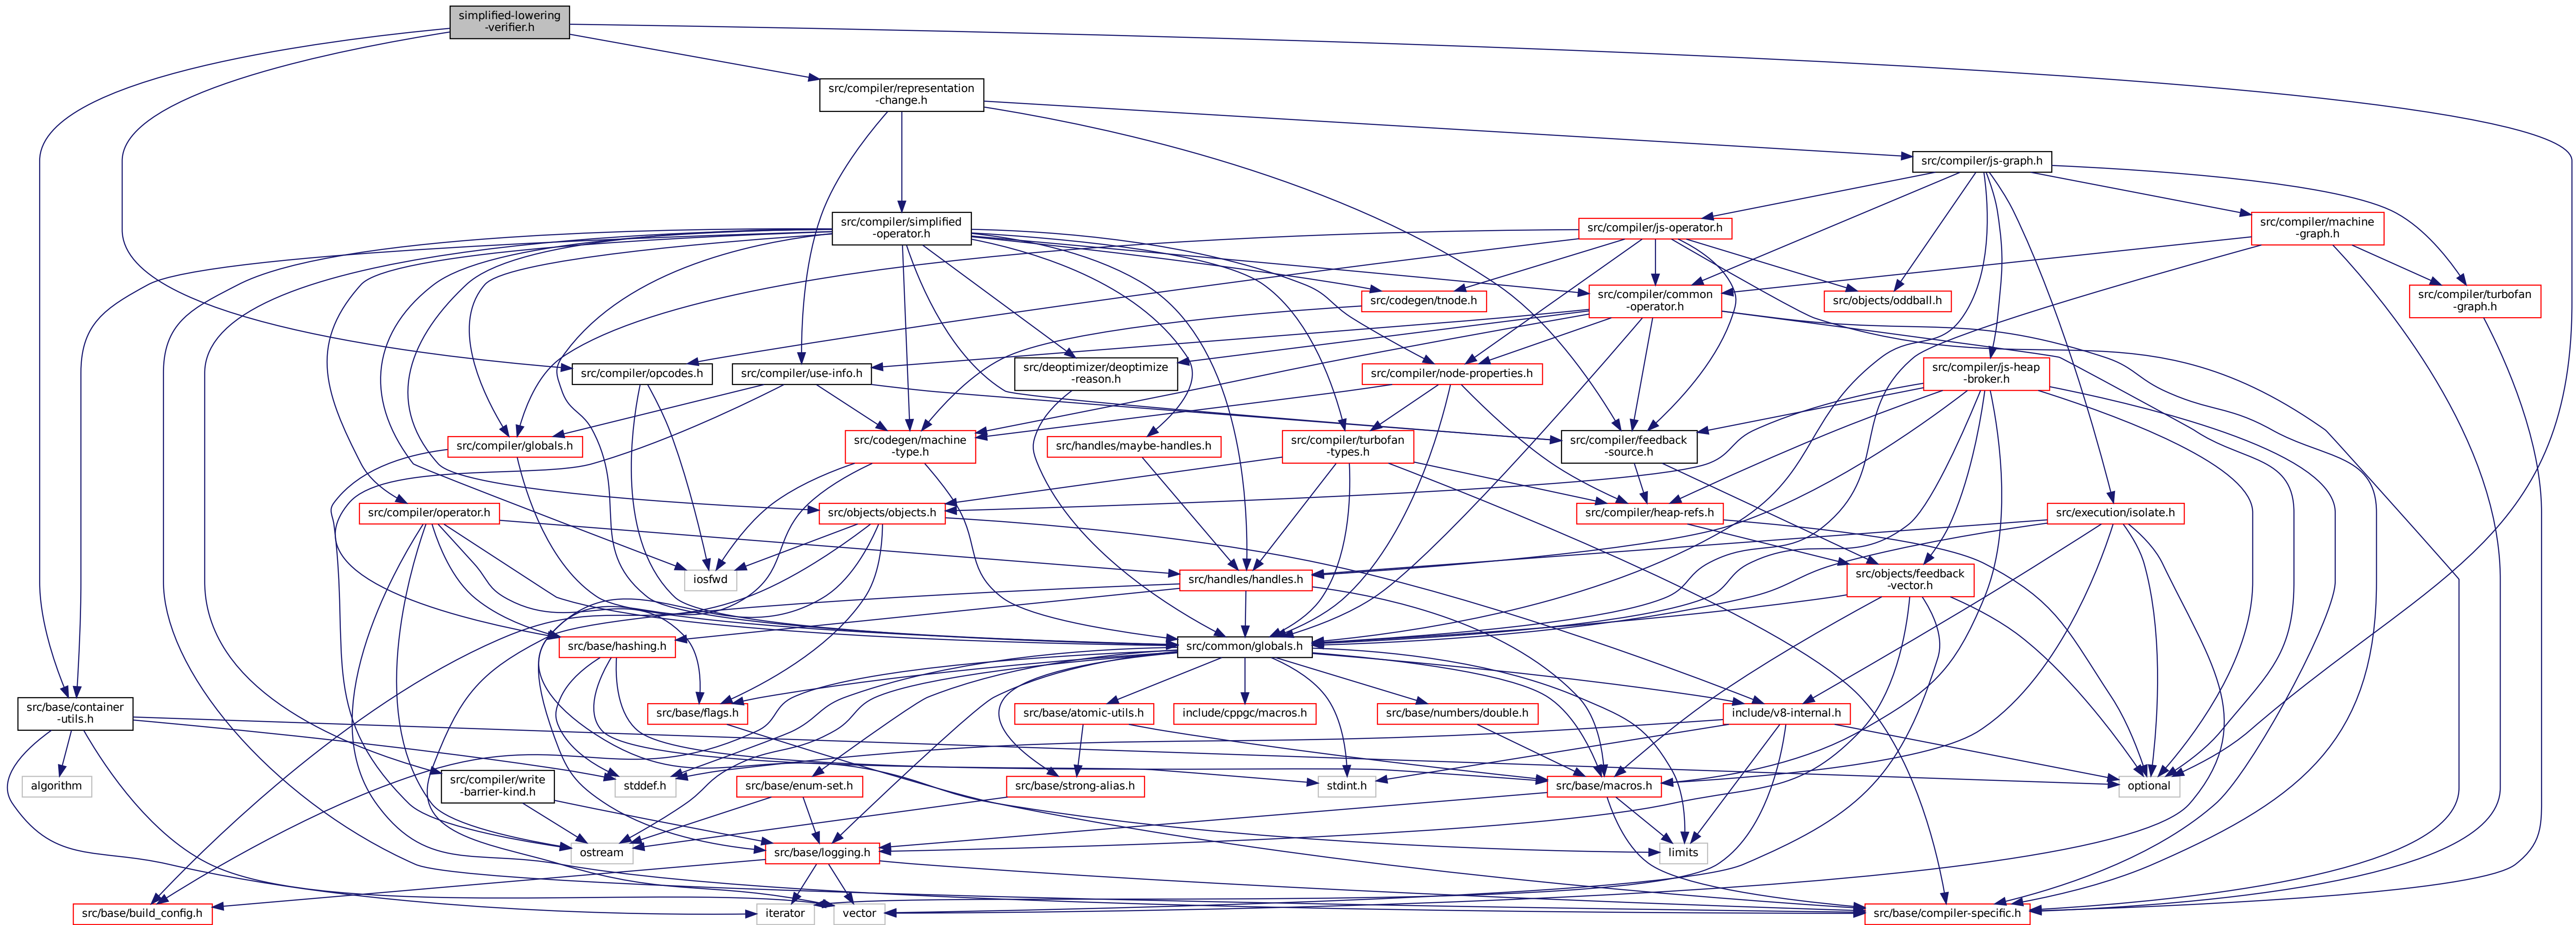 simplified-lowering
-verifier.h
src/compiler/representation
-change.h
src/compiler/js-graph.h
src/compiler/simplified
-operator.h
src/compiler/js-operator.h
src/compiler/machine
-graph.h
src/codegen/tnode.h
src/compiler/common
-operator.h
src/objects/oddball.h
src/compiler/turbofan
-graph.h
src/compiler/opcodes.h
src/compiler/use-info.h
src/deoptimizer/deoptimize
-reason.h
src/compiler/node-properties.h
src/compiler/js-heap
-broker.h
src/compiler/globals.h
src/codegen/machine
-type.h
src/handles/maybe-handles.h
src/compiler/turbofan
-types.h
src/compiler/feedback
-source.h
src/compiler/operator.h
src/objects/objects.h
src/compiler/heap-refs.h
src/execution/isolate.h
iosfwd
src/handles/handles.h
src/objects/feedback
-vector.h
src/base/hashing.h
src/common/globals.h
src/base/container
-utils.h
src/base/flags.h
src/base/atomic-utils.h
include/cppgc/macros.h
src/base/numbers/double.h
include/v8-internal.h
algorithm
src/compiler/write
-barrier-kind.h
stddef.h
src/base/enum-set.h
src/base/strong-alias.h
stdint.h
src/base/macros.h
optional
ostream
src/base/logging.h
limits
src/base/build_config.h
iterator
vector
src/base/compiler-specific.h